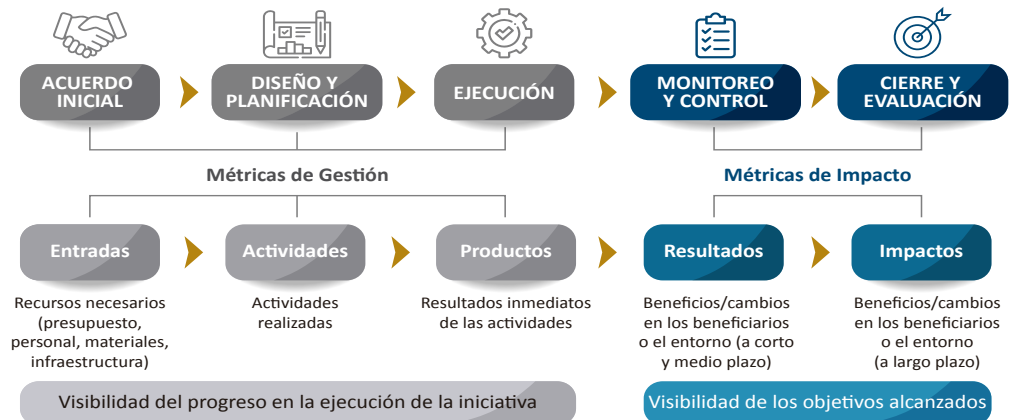 ACUERDO
INICIAL
DISEÑO Y
PLANIFICACIÓN
EJECUCIÓN
MONITOREO
Y CONTROL
CIERRE Y
EVALUACIÓN
Métricas de Gestión
Métricas de Impacto
Entradas
Actividades
Productos
Resultados
Impactos
Recursos necesarios
(presupuesto,
personal, materiales,
infraestructura)
Actividades
realizadas
Resultados inmediatos
de las actividades
Beneficios/cambios
en los beneficiarios
o el entorno (a corto
y medio plazo)
Beneficios/cambios
en los beneficiarios
o el entorno
(a largo plazo)
Visibilidad del progreso en la ejecución de la iniciativa
Visibilidad de los objetivos alcanzados